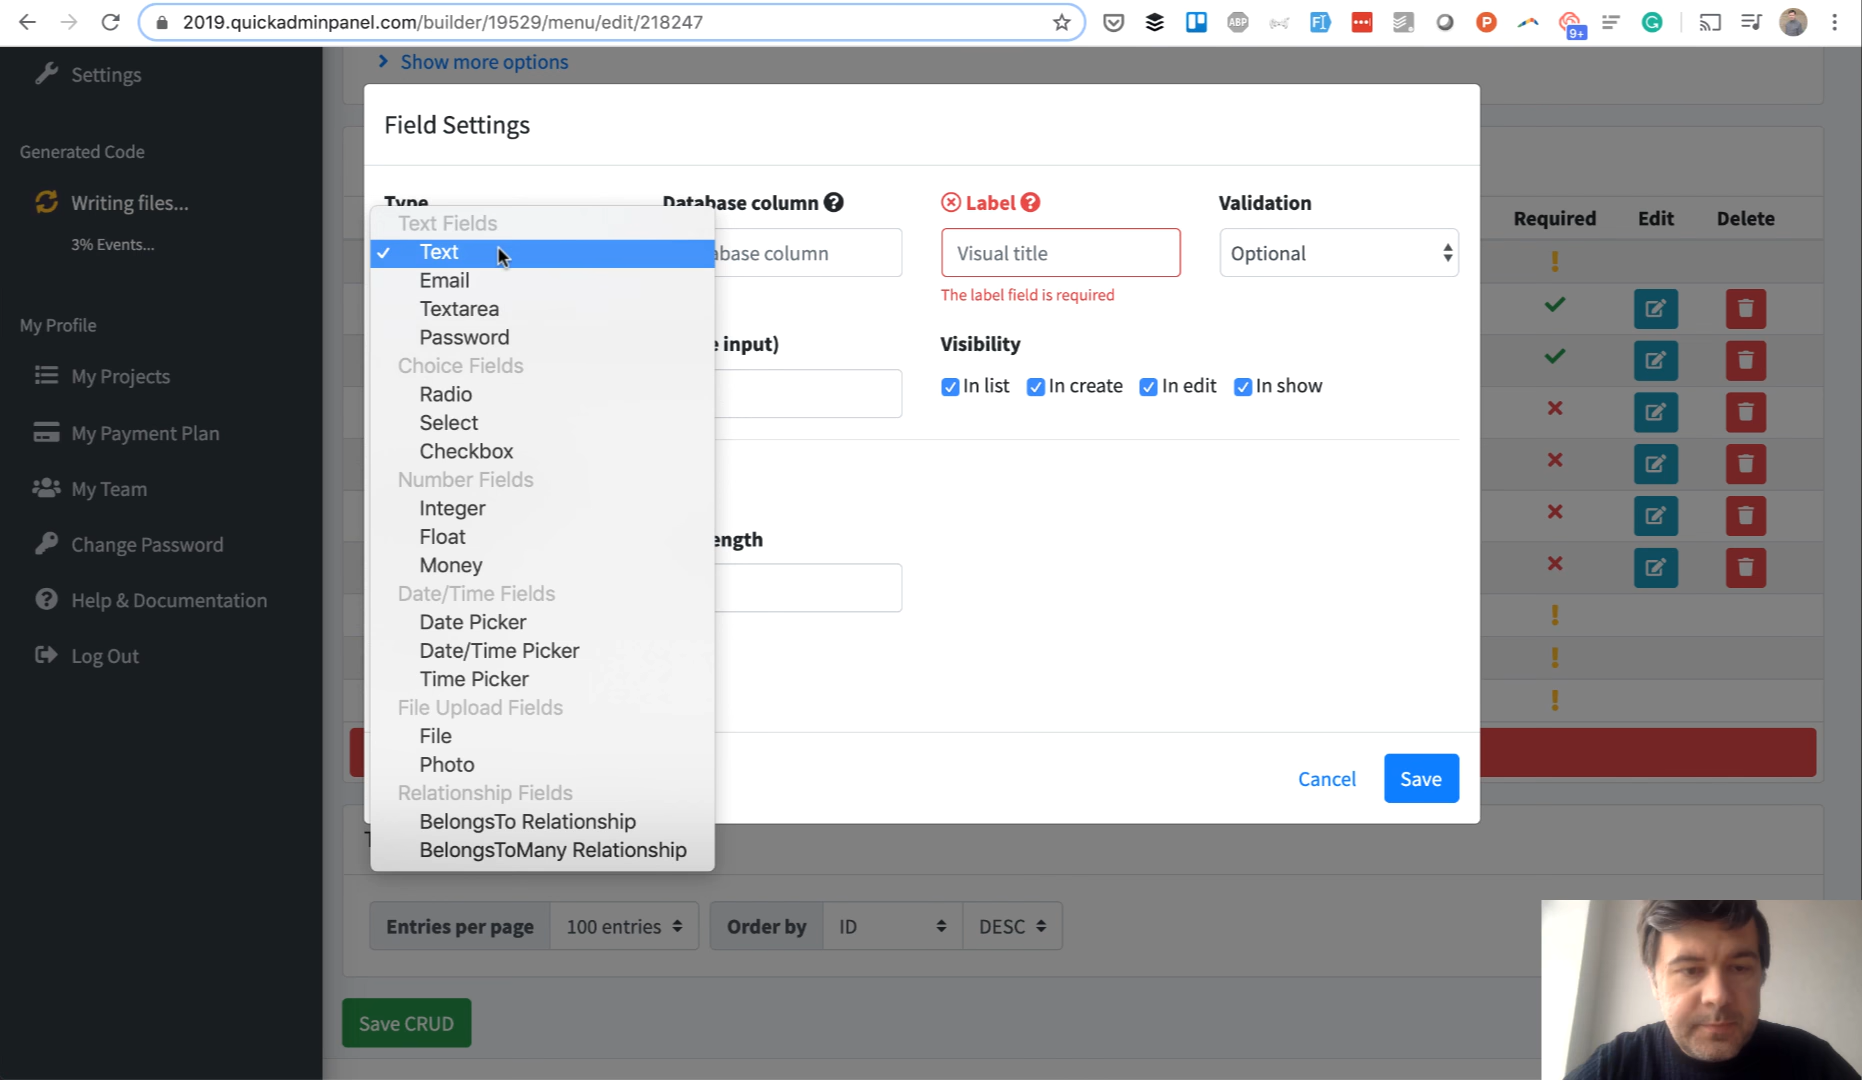 2019.quickadminpanel.com/builder/19529/menu/edit/218247
ABP
9+
P
G
Settings
Generated Code
Writing files...
3% Events...
My Profile
My Projects
My Payment Plan
My Team
Change Password
Help & Documentation
Log Out
Show more options
Field Settings
Type
Database column
Label
Validation
Text Fields
Text
Email
Textarea
Password
Choice Fields
Radio
Select
Checkbox
Number Fields
Integer
Float
Money
Date/Time Fields
Date Picker
Date/Time Picker
Time Picker
File Upload Fields
File
Photo
Relationship Fields
BelongsTo Relationship
BelongsToMany Relationship
abase column
Visual title
Optional
The label field is required
e input)
Visibility
In list In create In edit In show
ength
Cancel
Save
Required Edit Delete
Entries per page 100 entries Order by ID DESC
Save CRUD